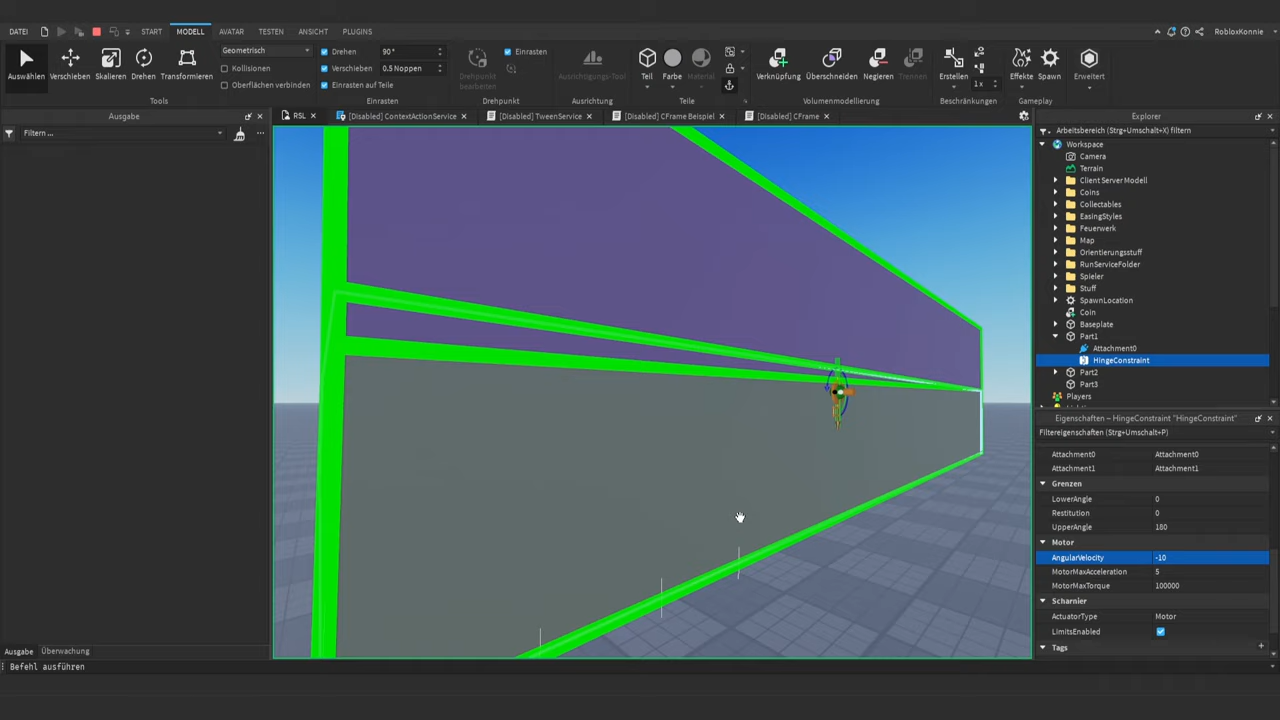 DATEI START MODELL AVATAR TESTEN ANSICHT PLUGINS RobloxKonnie
Auswählen Verschieben Skalieren Drehen Transformieren
Tools
Geometrisch
Kollisionen
Oberflächen verbinden
Drehen 90°
Verschieben 0.5 Noppen
Einrasten auf Teile
Einrasten
Drehpunkt bearbeiten
Einrasten
Drehpunkt
Ausrichtungs-Tool
Ausrichtung
Teil Farbe Material
Teile
Verknüpfung Überschneiden Negieren Trennen
Volumenmodellierung
Erstellen 1 x
Beschränkungen
Effekte Spawn
Gameplay
Erweitert
Ausgabe
Filtern ...
RSL [Disabled] ContextActionService [Disabled] TweenService [Disabled] CFrame Beispiel [Disabled] CFrame
Explorer
Arbeitsbereich (Strg+Umschalt+X) filtern
Workspace
Camera
Terrain
Client Server Modell
Coins
Collectables
EasingStyles
Feuerwerk
Map
Orientierungsstuff
RunServiceFolder
Spieler
Stuff
SpawnLocation
Coin
Baseplate
Part1
Attachment0
HingeConstraint
Part2
Part3
Players
Eigenschaften – HingeConstraint "HingeConstraint"
Filtereigenschaften (Strg+Umschalt+P)
Attachment0 Attachment0
Attachment1 Attachment1
Grenzen
LowerAngle 0
Restitution 0
UpperAngle 180
Motor
AngularVelocity -10
MotorMaxAcceleration 5
MotorMaxTorque 100000
Scharnier
ActuatorType Motor
LimitsEnabled
Tags
Ausgabe Überwachung
Befehl ausführen